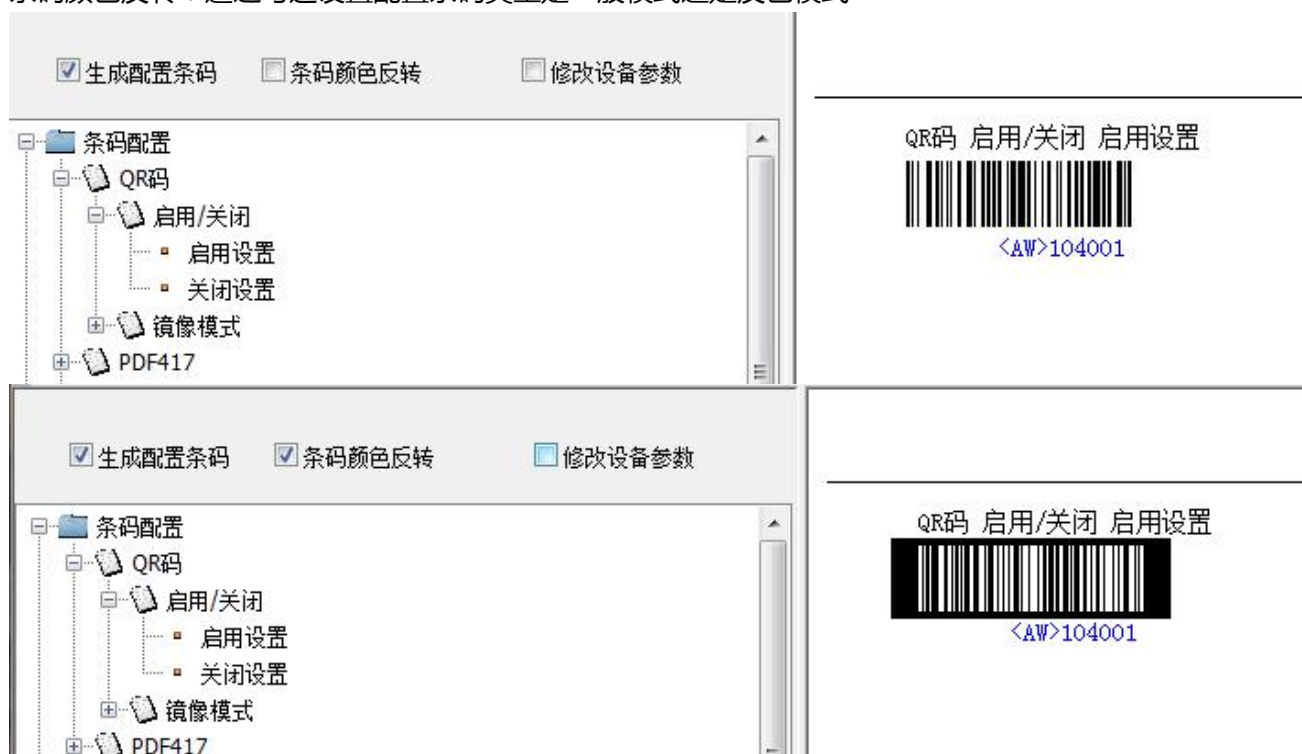 生成配置条码 条码颜色反转 修改设备参数
条码配置
QR码
启用/关闭
启用设置
关闭设置
镜像模式
PDF417
QR码 启用/关闭 启用设置
<AW>104001
生成配置条码 条码颜色反转 修改设备参数
条码配置
QR码
启用/关闭
启用设置
关闭设置
镜像模式
PDF417
QR码 启用/关闭 启用设置
<AW>104001